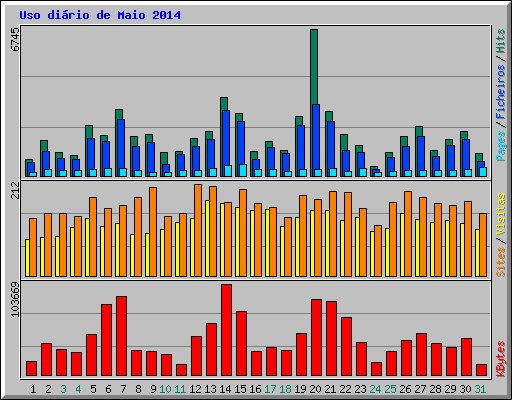 Uso diário de Maio 2014
6745
Pages / Ficheiros / Hits
212
Sites / Visitas
103669
KBytes
1 2 3 4 5 6 7 8 9 10 11 12 13 14 15 16 17 18 19 20 21 22 23 24 25 26 27 28 29 30 31